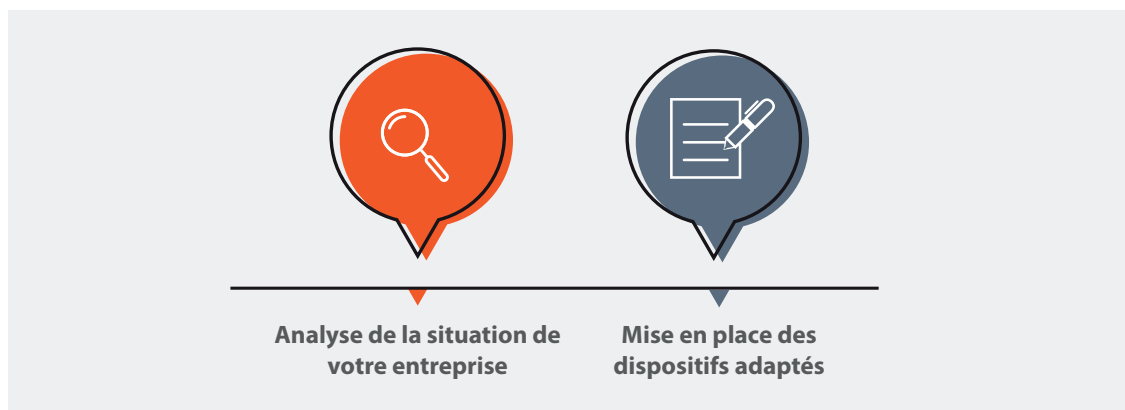 Analyse de la situation de
votre entreprise
Mise en place des
dispositifs adaptés